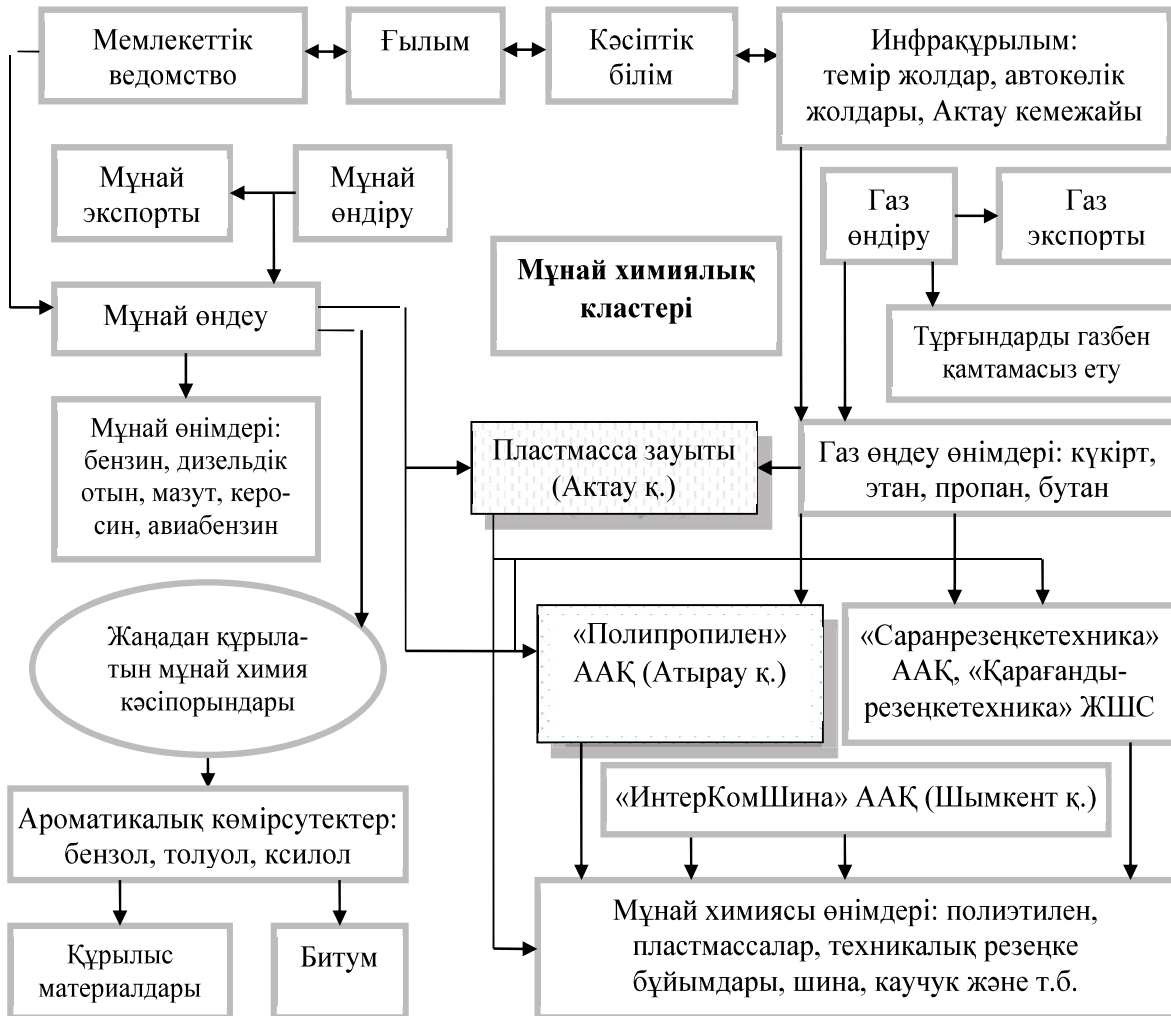 Мемлекеттік
ведомство
Ғылым
Кәсіптік
білім
Инфрақұрылым:
темір жолдар, автокөлік
жолдары, Актау кемежайы
Мұнай
экспорты
Мұнай
өндіру
Газ
өндіру
Газ
экспорты
Мұнай химиялық
кластері
Мұнай өндеу
Тұрғындарды газбен
қамтамасыз ету
Мұнай өнімдері:
бензин, дизельдік
отын, мазут, керо-
син, авиабензин
Пластмасса зауыты
(Актау қ.)
Газ өңдеу өнімдері: күкірт,
этан, пропан, бутан
Жаңадан құрыла-
тын мұнай химия
кәсіпорындары
«Полипропилен»
ААҚ (Атырау қ.)
«Саранрезеңкетехника»
ААҚ, «Қарағанды-
резеңкетехника» ЖШС
«ИнтерКомШина» ААҚ (Шымкент қ.)
Ароматикалық көмірсутектер:
бензол, толуол, ксилол
Құрылыс
материалдары
Битум
Мұнай химиясы өнімдері: полиэтилен,
пластмассалар, техникалық резеңке
бұйымдары, шина, каучук және т.б.